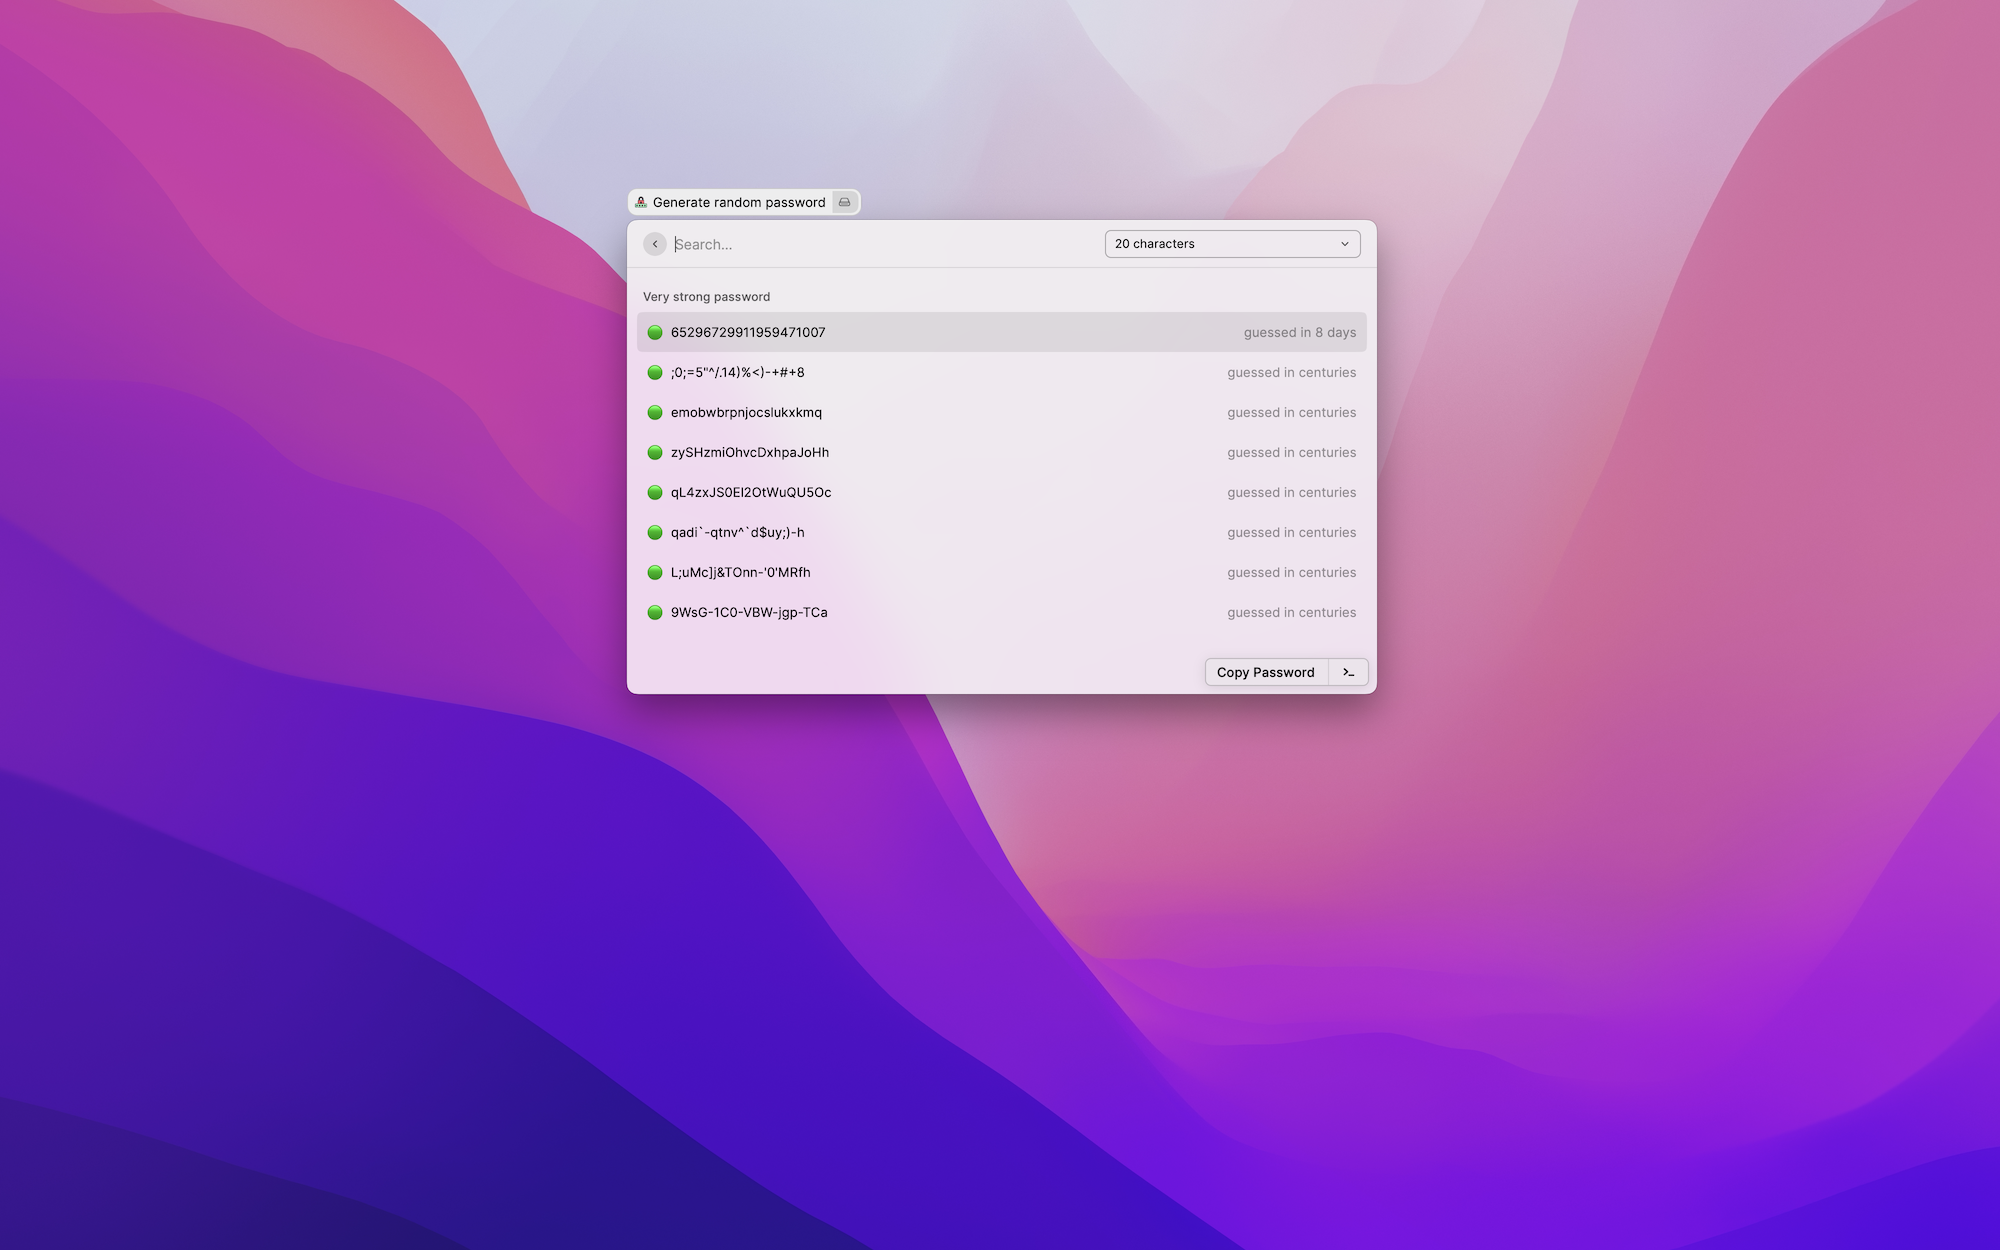 Generate random password
Search...
20 characters
Very strong password
65296729911959471007
guessed in 8 days
;0;=5"^/.14)%<)-+#+8
guessed in centuries
emobwbrpnjocslukxkmq
guessed in centuries
zySHzmiOhvcDxhpaJoHh
guessed in centuries
qL4zxJS0EI2OtWuQU5Oc
guessed in centuries
qadi`-qtnv^`d$uy;)-h
guessed in centuries
L;uMc]j&TOnn-'0'MRfh
guessed in centuries
9WsG-1C0-VBW-jgp-TCa
guessed in centuries
Copy Password
>_